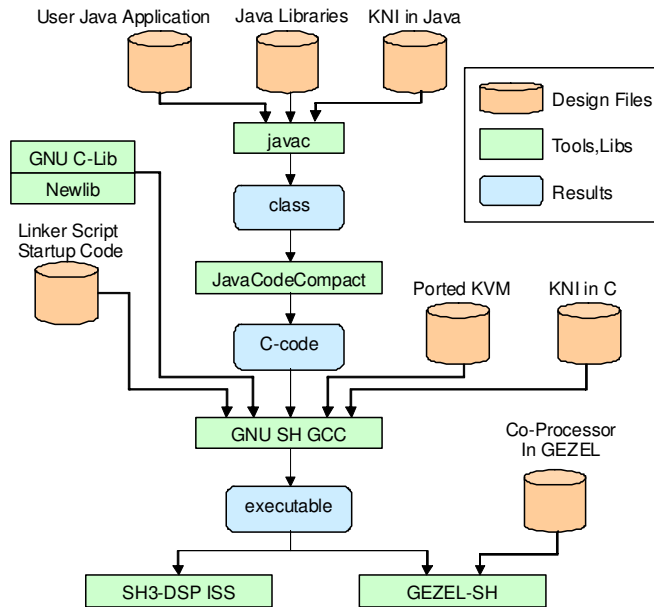 User Java Application
Java Libraries
KNI in Java
Design Files
Tools,Libs
Results
javac
GNU C-Lib
Newlib
class
Linker Script
Startup Code
JavaCodeCompact
Ported KVM
KNI in C
C-code
GNU SH GCC
Co-Processor
In GEZEL
executable
SH3-DSP ISS
GEZEL-SH